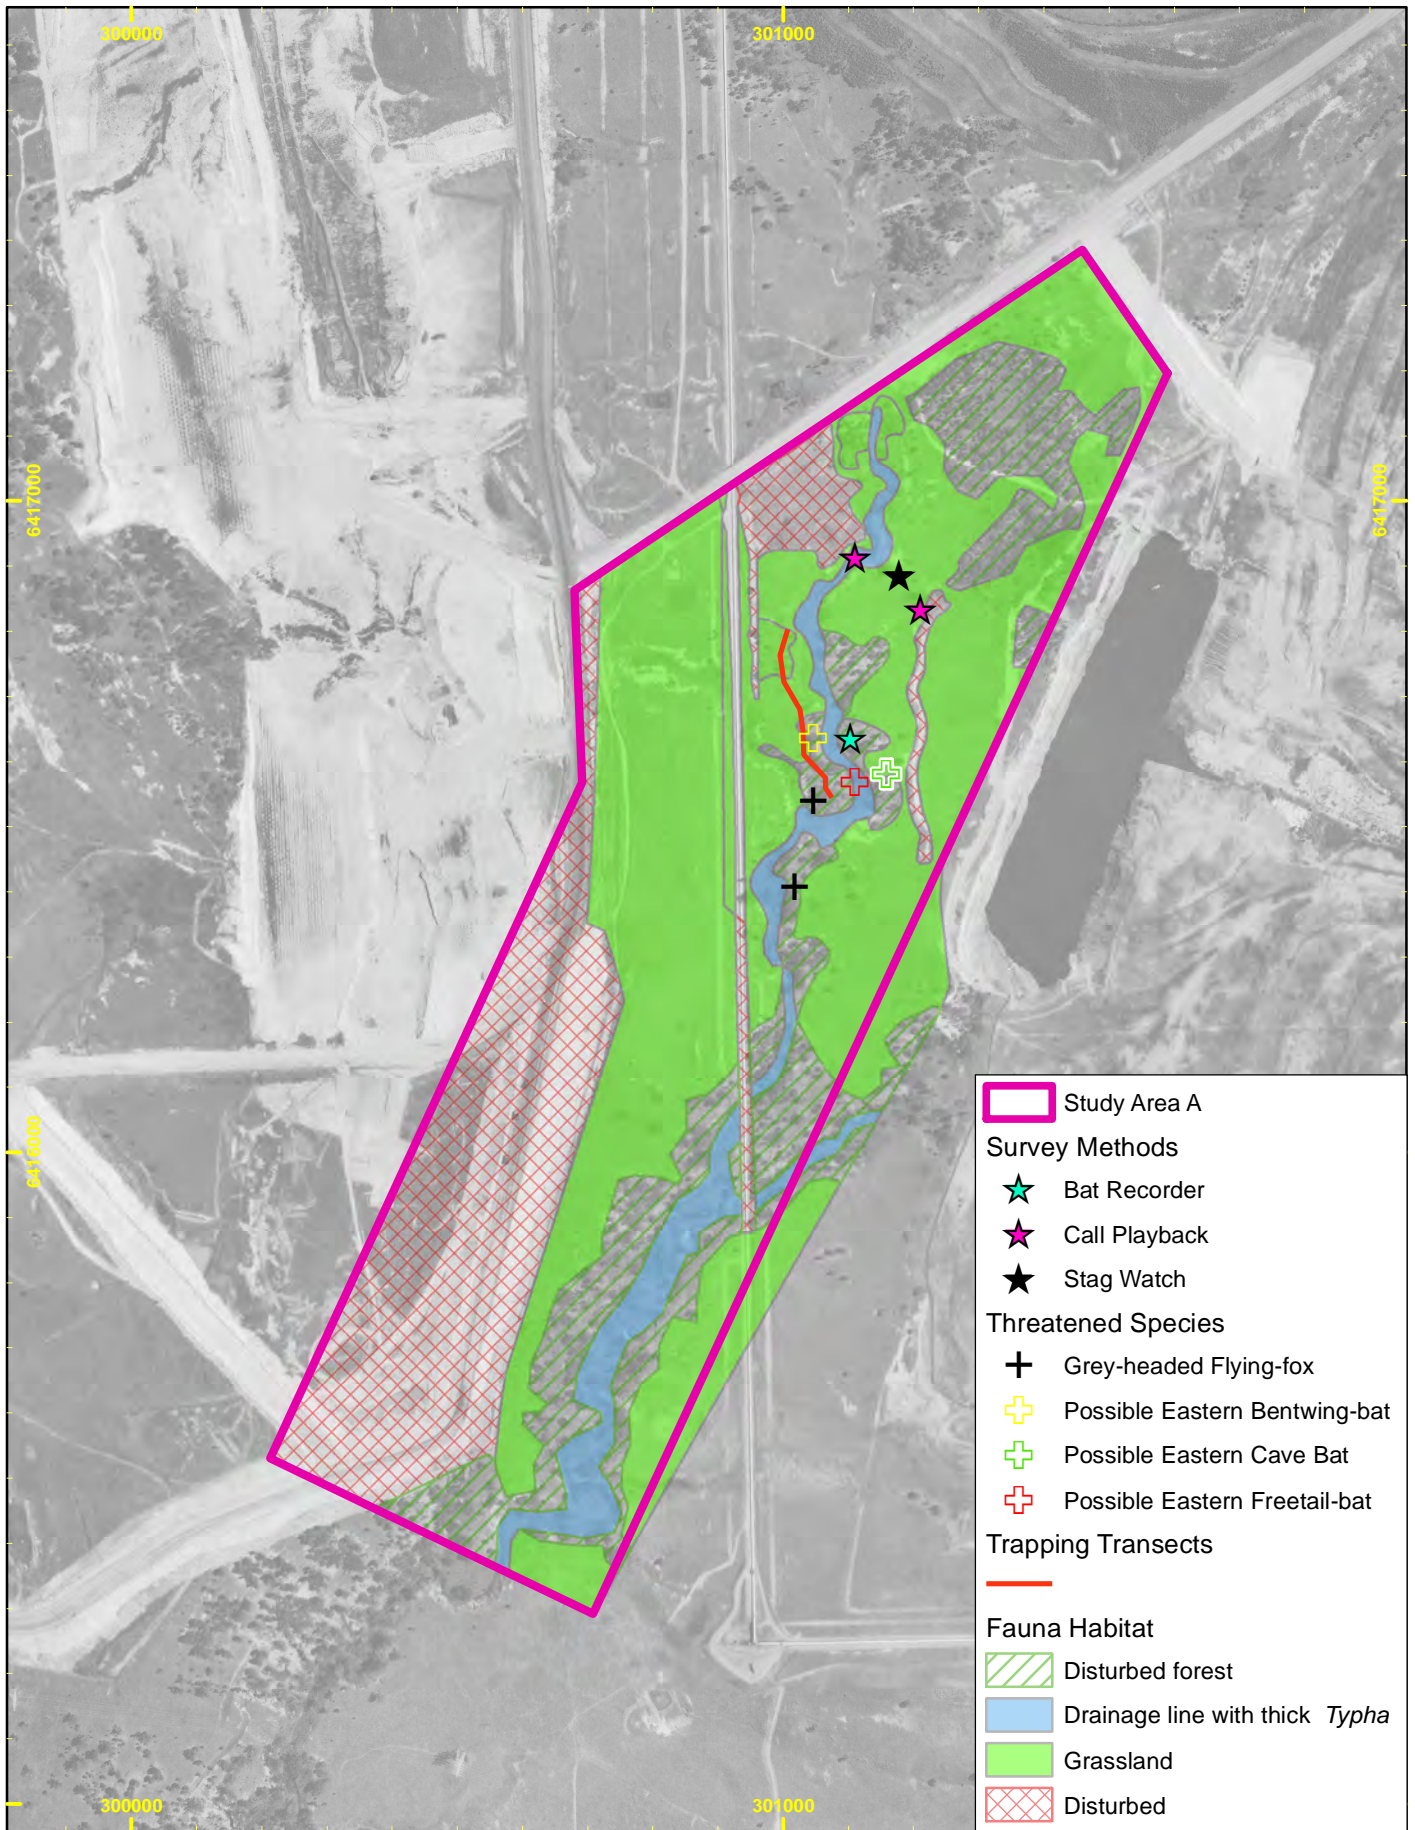 300000
301000
6417000
6417000
6416000
Study Area A
Survey Methods
Bat Recorder
Call Playback
Stag Watch
Threatened Species
Grey-headed Flying-fox
Possible Eastern Bentwing-bat
Possible Eastern Cave Bat
Possible Eastern Freetail-bat
Trapping Transects
Fauna Habitat
Disturbed forest
Drainage line with thick Typha
Grassland
Disturbed
300000
301000